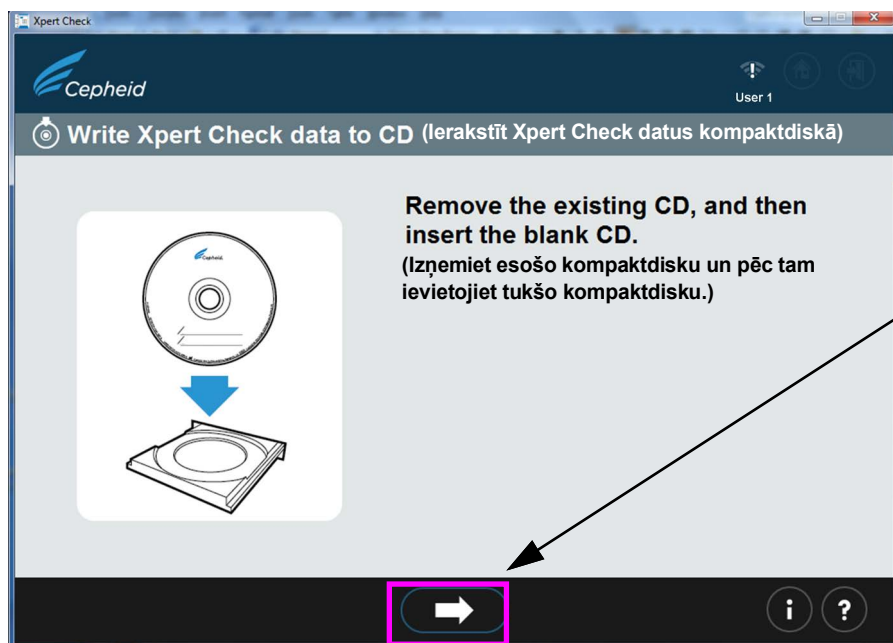 Xpert Check
Cepheid
User 1
Write Xpert Check data to CD (Ierakstīt Xpert Check datus kompaktdiskā)
Remove the existing CD, and then
insert the blank CD.
(Izņemiet esošo kompaktdisku un pēc tam
ievietojiet tukšo kompaktdisku.)
Cepheid
i ?